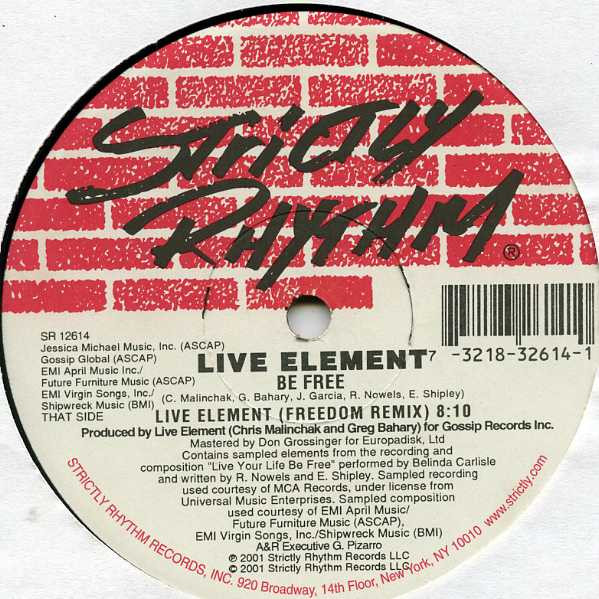 STRICTLY
RHYTHM
®
SR 12614
Jessica Michael Music, Inc. (ASCAP)
Gossip Global (ASCAP)
EMI April Music Inc./
Future Furniture Music (ASCAP)
EMI Virgin Songs, Inc./
Shipwreck Music (BMI)
THAT SIDE
7 -3218-32614-1
LIVE ELEMENT
BE FREE
(C. Malinchak, G. Bahary, J. Garcia, R. Nowels, E. Shipley)
LIVE ELEMENT (FREEDOM REMIX) 8:10
Produced by Live Element (Chris Malinchak and Greg Bahary) for Gossip Records Inc.
Mastered by Don Grossinger for Europadisk, Ltd
Contains sampled elements from the recording and
composition "Live Your Life Be Free" performed by Belinda Carlisle
and written by R. Nowels and E. Shipley. Sampled recording
used courtesy of MCA Records, under license from
Universal Music Enterprises. Sampled composition
used courtesy of EMI April Music/
Future Furniture Music (ASCAP),
EMI Virgin Songs, Inc./Shipwreck Music (BMI)
A&R Executive G. Pizarro
℗ 2001 Strictly Rhythm Records LLC
© 2001 Strictly Rhythm Records LLC
STRICTLY RHYTHM RECORDS, INC. 920 Broadway, 14th Floor, New York, NY 10010 www.strictly.com